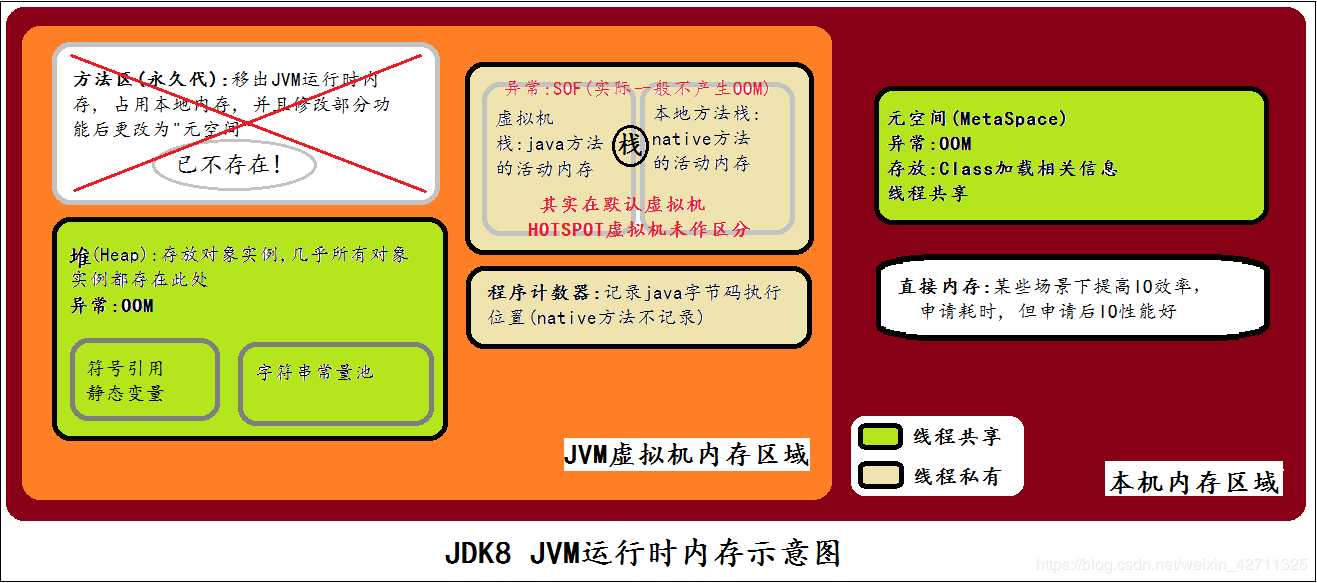 方法区(永久代):移出JVM运行时内
存, 占用本地内存, 并且修改部分功
能后更改为"元空间"
已不存在!
堆(Heap):存放对象实例,几乎所有对象
实例都存在此处
异常:OOM
符号引用
静态变量
字符串常量池
异常:SOF(实际一般不产生OOM)
虚拟机
栈:java方法
的活动内存
栈
本地方法栈:
native方法
的活动内存
其实在默认虚拟机
HOTSPOT虚拟机未作区分
程序计数器:记录java字节码执行
位置(native方法不记录)
JVM虚拟机内存区域
元空间(MetaSpace)
异常:OOM
存放:Class加载相关信息
线程共享
直接内存:某些场景下提高IO效率,
申请耗时, 但申请后IO性能好
线程共享
线程私有
本机内存区域
JDK8 JVM运行时内存示意图
https://blog.csdn.net/weixin_42711325